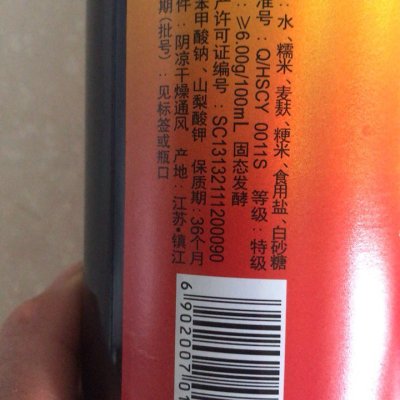 ：水、糯米、麦麸、粳米、食用盐、白砂糖
准号：Q/HSCY 0011S 等级：特级
：≥6.00g/100mL 固态发酵
产许可证编号：SC13132111200090
苯甲酸钠、山梨酸钾 保质期：36个月
件：阴凉干燥通风 产地：江苏·镇江
期(批号)：见标签或瓶口
6 902007 01